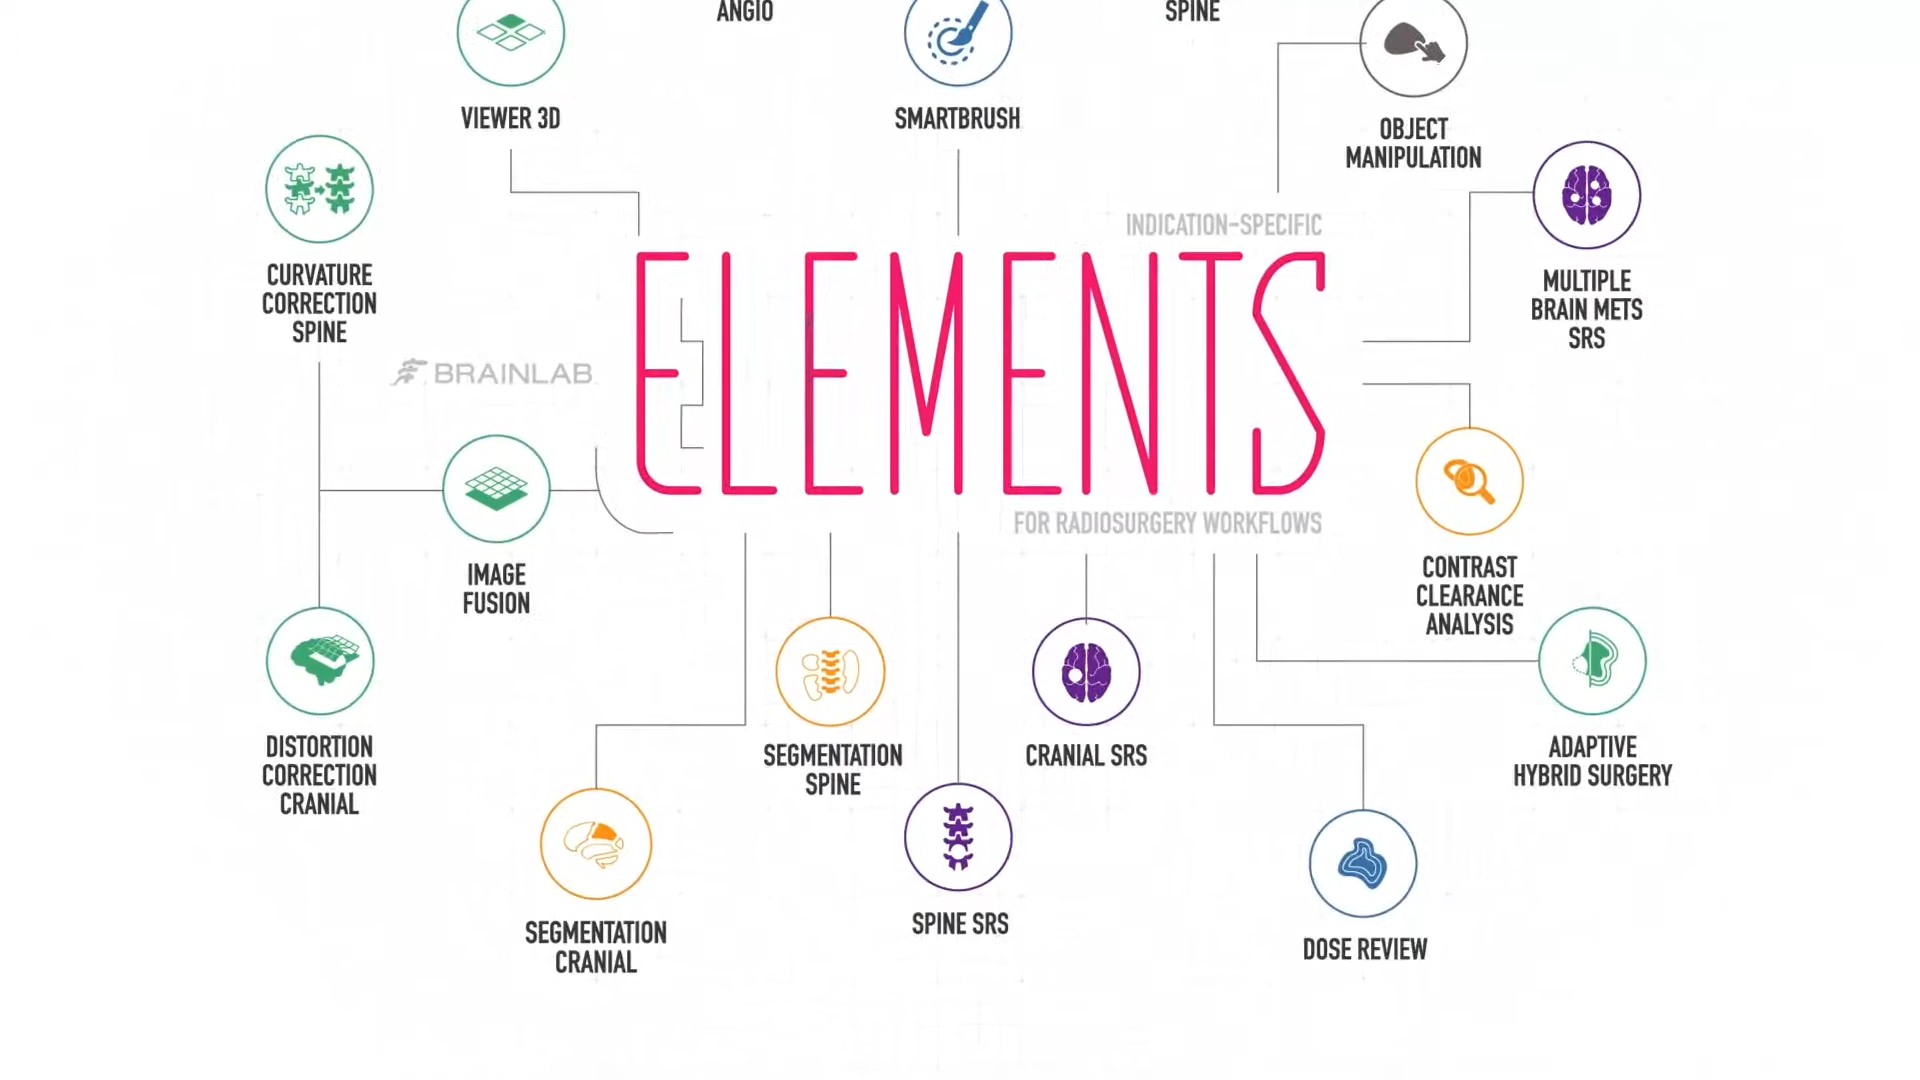 ANGIO
SPINE
VIEWER 3D
SMARTBRUSH
OBJECT
MANIPULATION
CURVATURE
CORRECTION
SPINE
INDICATION-SPECIFIC
ELEMENTS
FOR RADIOSURGERY WORKFLOWS
BRAINLAB
MULTIPLE
BRAIN METS
SRS
IMAGE
FUSION
CONTRAST
CLEARANCE
ANALYSIS
DISTORTION
CORRECTION
CRANIAL
SEGMENTATION
SPINE
CRANIAL SRS
ADAPTIVE
HYBRID SURGERY
SEGMENTATION
CRANIAL
SPINE SRS
DOSE REVIEW